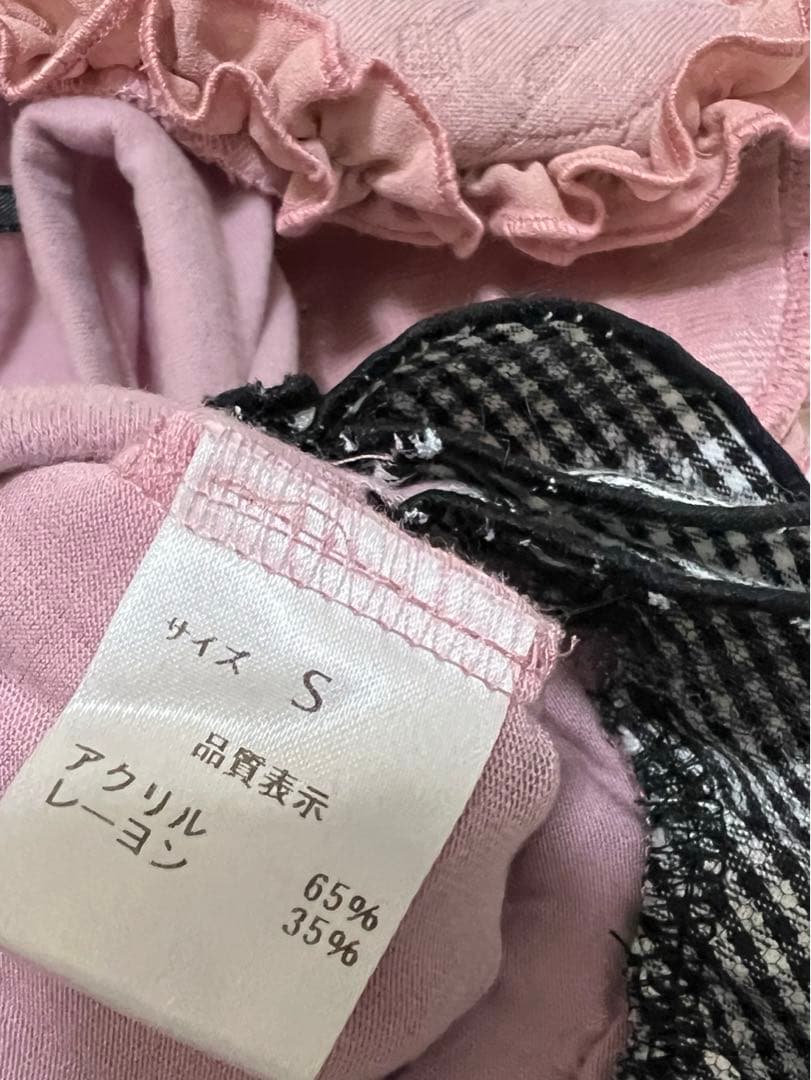 サイズ S
品質表示
アクリル 65%
レーヨン 35%